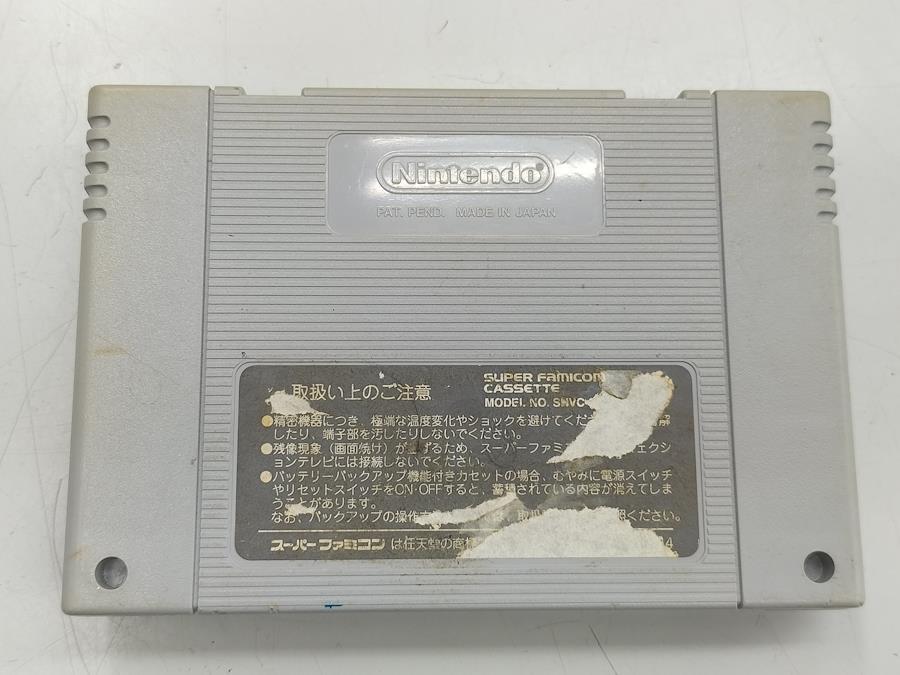 Nintendo®
PAT. PEND. MADE IN JAPAN
取扱い上のご注意
SUPER FAMICOM
CASSETTE
MODEL NO. SHVC
●精密機器につき、極端な温度変化やショックを避けてくだ
したり、端子部を汚したりしないでください。
●残像現象(画面焼け)が げるため、スーパーファミ ェクシ
ョンテレビには接続しないでください。
●バッテリーバックアップ機能付きカセットの場合、むやみに電源スイッチ
やリセットスイッチをON・OFFすると、蓄積されている内容が消えてしま
うことがあります。
なお、バックアップの操作 、取扱 照ください。
スーパーファミコン は任天堂の商標 4